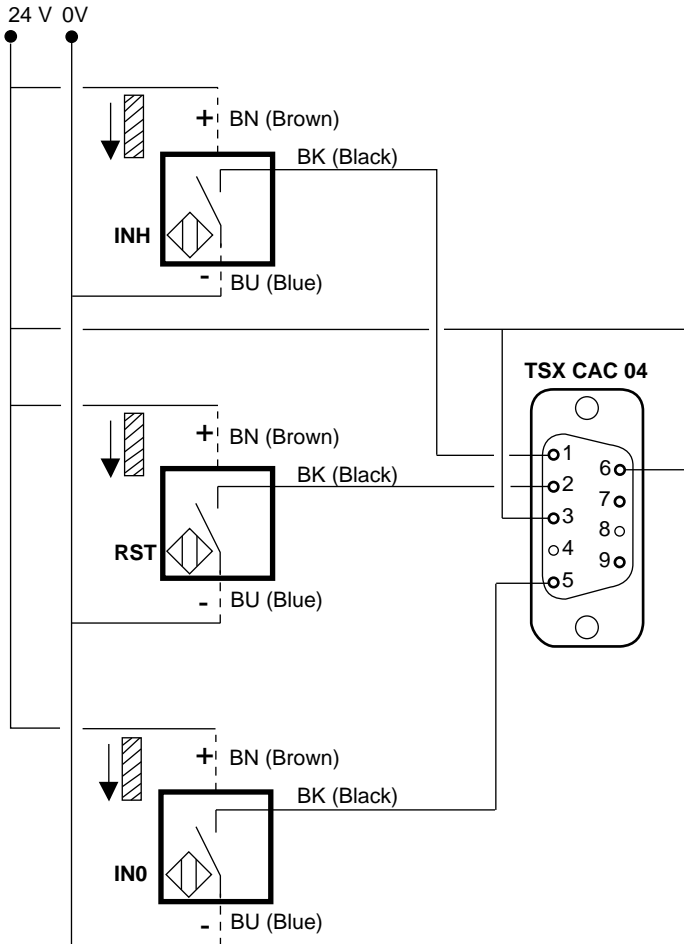 24 V 0V
+ BN (Brown)
BK (Black)
INH
- BU (Blue)
TSX CAC 04
+ BN (Brown)
BK (Black)
RST
- BU (Blue)
1
6
2
7
3
8
4
9
5
+ BN (Brown)
BK (Black)
IN0
- BU (Blue)